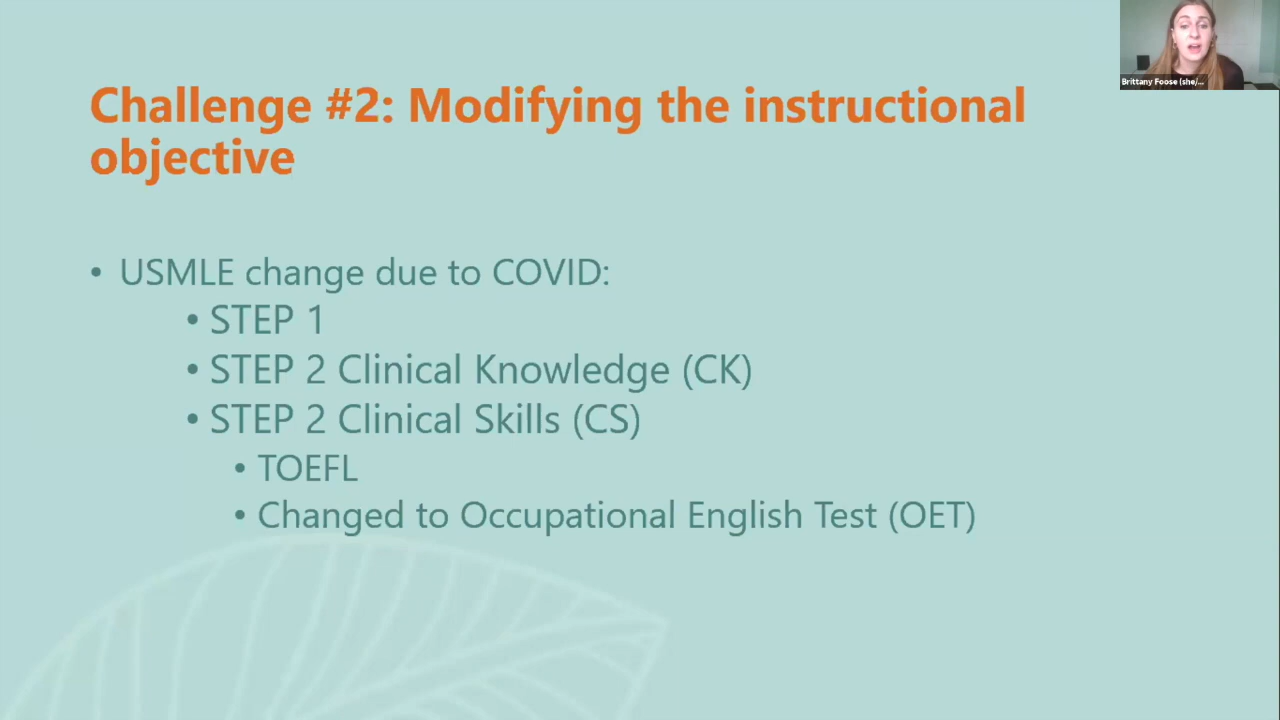 Brittany Foose (she/...
Challenge #2: Modifying the instructional
objective
• USMLE change due to COVID:
• STEP 1
• STEP 2 Clinical Knowledge (CK)
• STEP 2 Clinical Skills (CS)
• TOEFL
• Changed to Occupational English Test (OET)